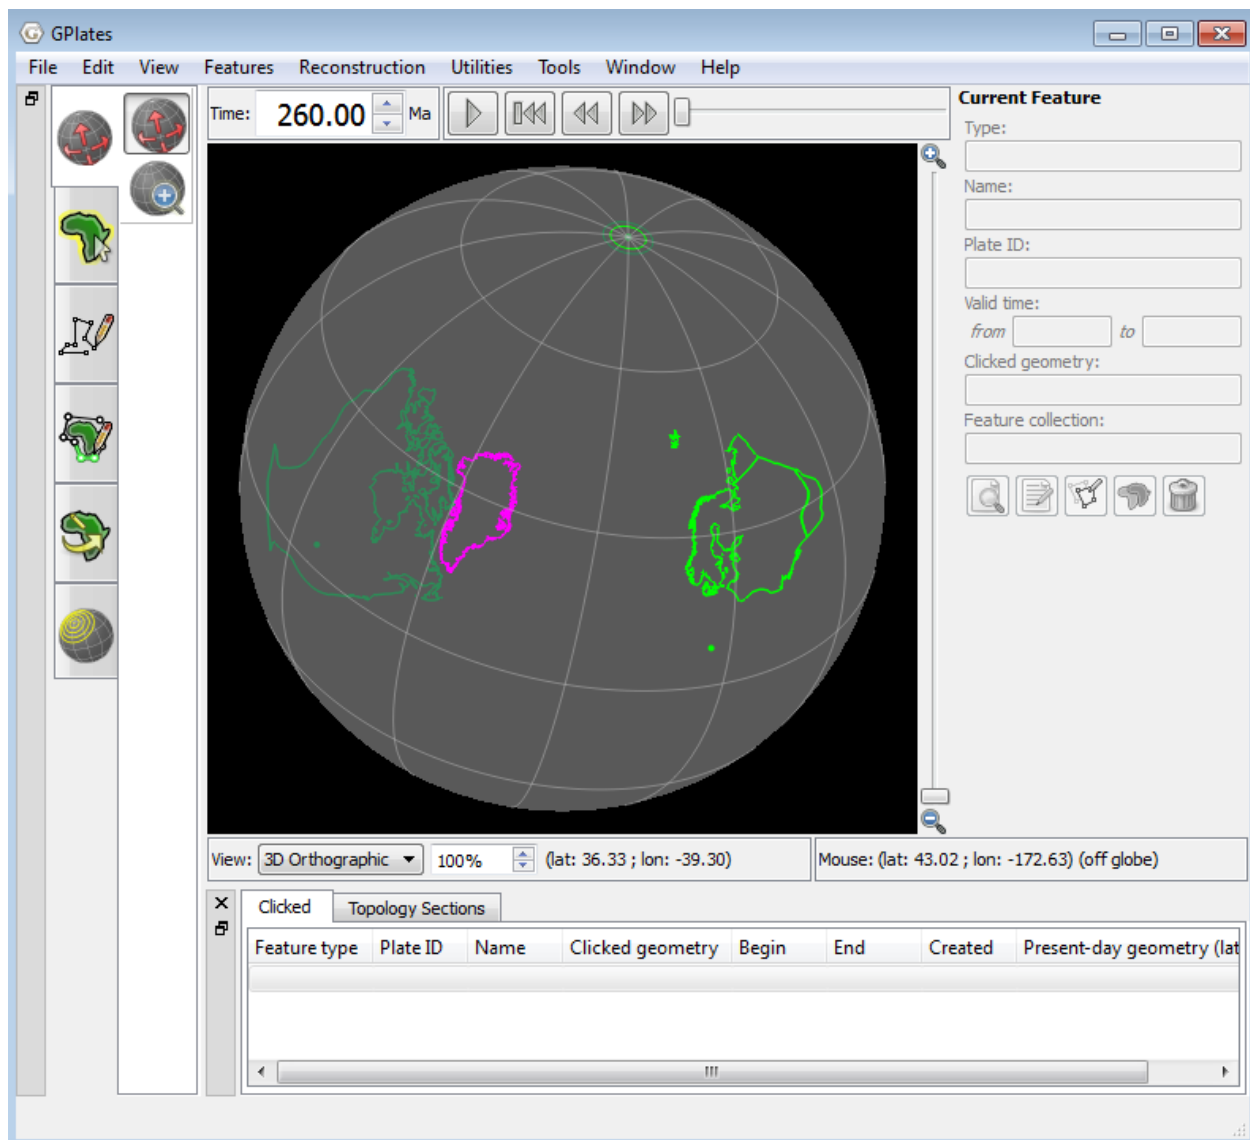 GPlates
File Edit View Features Reconstruction Utilities Tools Window Help
Time: 260.00 Ma
Current Feature
Type:
Name:
Plate ID:
Valid time:
from to
Clicked geometry:
Feature collection:
View: 3D Orthographic 100% (lat: 36.33 ; lon: -39.30) Mouse: (lat: 43.02 ; lon: -172.63) (off globe)
Clicked Topology Sections
Feature type Plate ID Name Clicked geometry Begin End Created Present-day geometry (lat